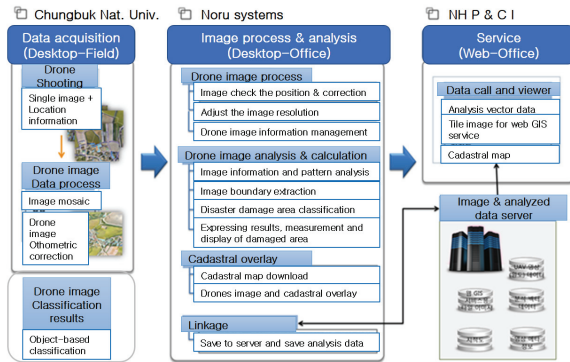 Chungbuk Nat. Univ.
Data acquisition
(Desktop-Field)
Drone
Shooting
Single image +
Location
information
Drone image
Data process
Image mosaic
Drone
image
Othometric
correction
Drone image
Classification
results
Object-based
classification
Noru systems
Image process & analysis
(Desktop-Office)
Drone image process
Image check the position & correction
Adjust the image resolution
Drone image information management
Drone image analysis & calculation
Image information and pattern analysis
Image boundary extraction
Disaster damage area classification
Expressing results, measurement and
display of damaged area
Cadastral overlay
Cadastral map download
Drones image and cadastral overlay
Linkage
Save to server and save analysis data
NH P & C I
Service
(Web-Office)
Data call and viewer
Analysis vector data
Tile image for web GIS
service
Cadastral map
Image & analyzed
data server
지적도